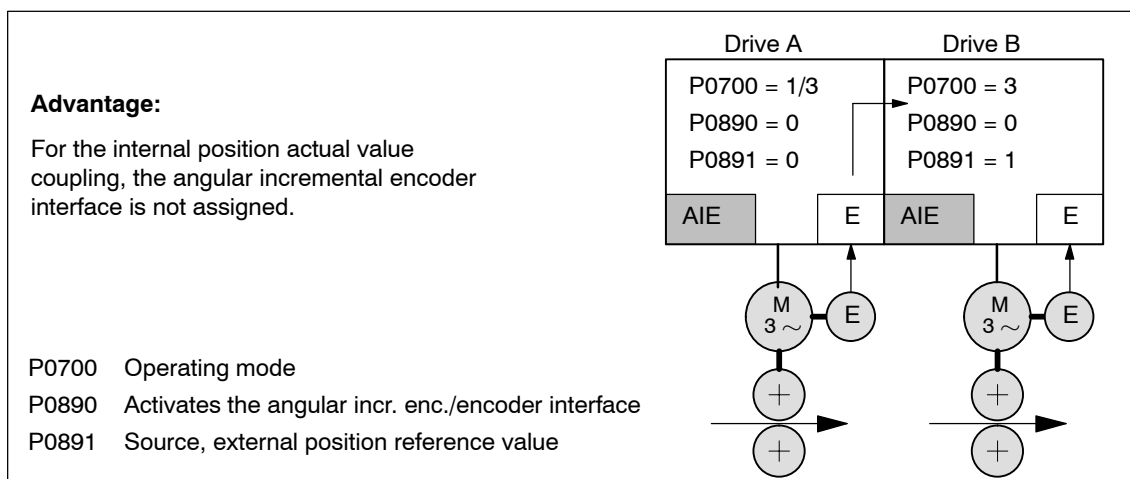 Advantage:
For the internal position actual value
coupling, the angular incremental encoder
interface is not assigned.
P0700 Operating mode
P0890 Activates the angular incr. enc./encoder interface
P0891 Source, external position reference value
Drive A
Drive B
P0700 = 1/3
P0890 = 0
P0891 = 0
P0700 = 3
P0890 = 0
P0891 = 1
AIE
E
AIE
E
M
3 ~
E
M
3 ~
E
+
+
+
+